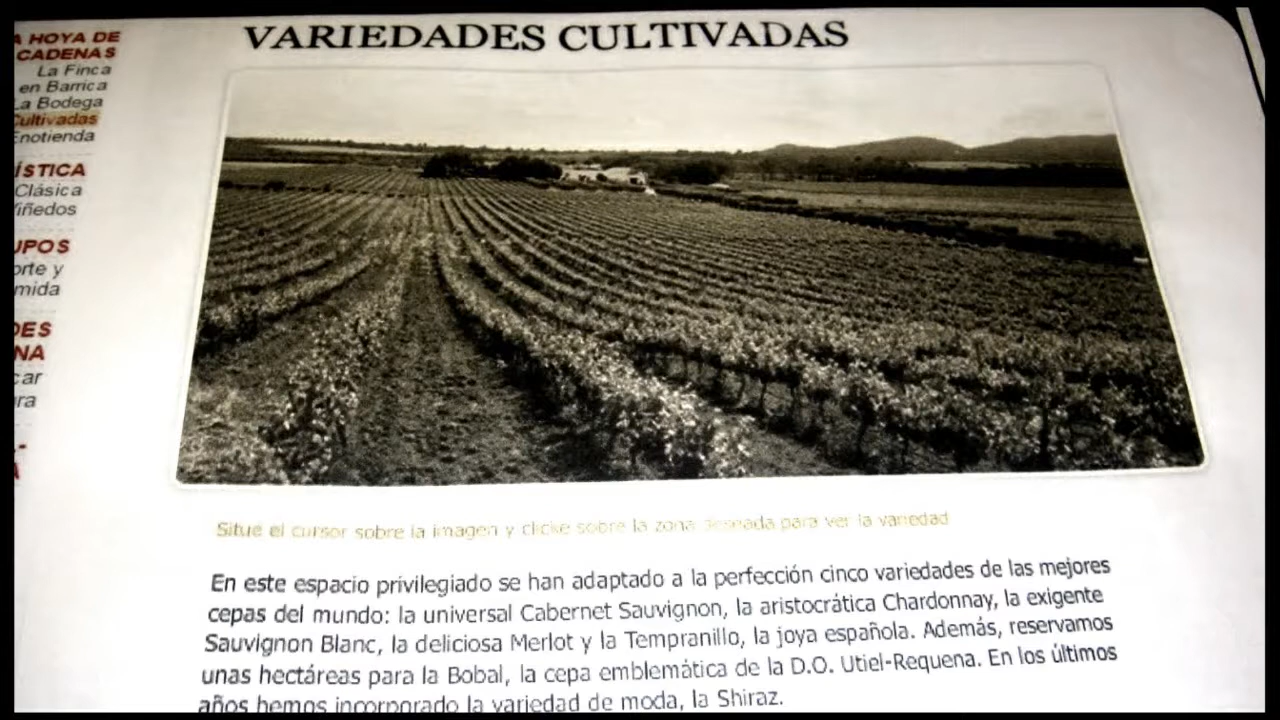 A HOYA DE
CADENAS
La Finca
en Barrica
La Bodega
Cultivadas
Enotienda
ÍSTICA
Clásica
Viñedos
UPOS
orte y
mida
DES
NA
car
ra
VARIEDADES CULTIVADAS
Situe el cursor sobre la imagen y clicke sobre la zona deseada para ver la variedad
En este espacio privilegiado se han adaptado a la perfección cinco variedades de las mejores
cepas del mundo: la universal Cabernet Sauvignon, la aristocrática Chardonnay, la exigente
Sauvignon Blanc, la deliciosa Merlot y la Tempranillo, la joya española. Además, reservamos
unas hectáreas para la Bobal, la cepa emblemática de la D.O. Utiel-Requena. En los últimos
años hemos incorporado la variedad de moda, la Shiraz.